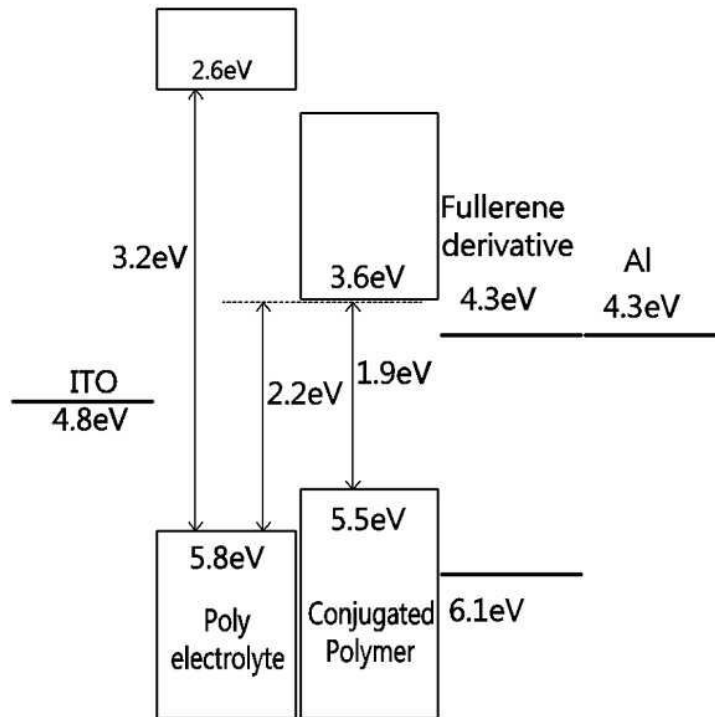 2.6eV
Fullerene
derivative
3.2eV
3.6eV
4.3eV
Al
4.3eV
ITO
4.8eV
2.2eV
1.9eV
5.5eV
5.8eV
Poly
electrolyte
Conjugated
Polymer
6.1eV